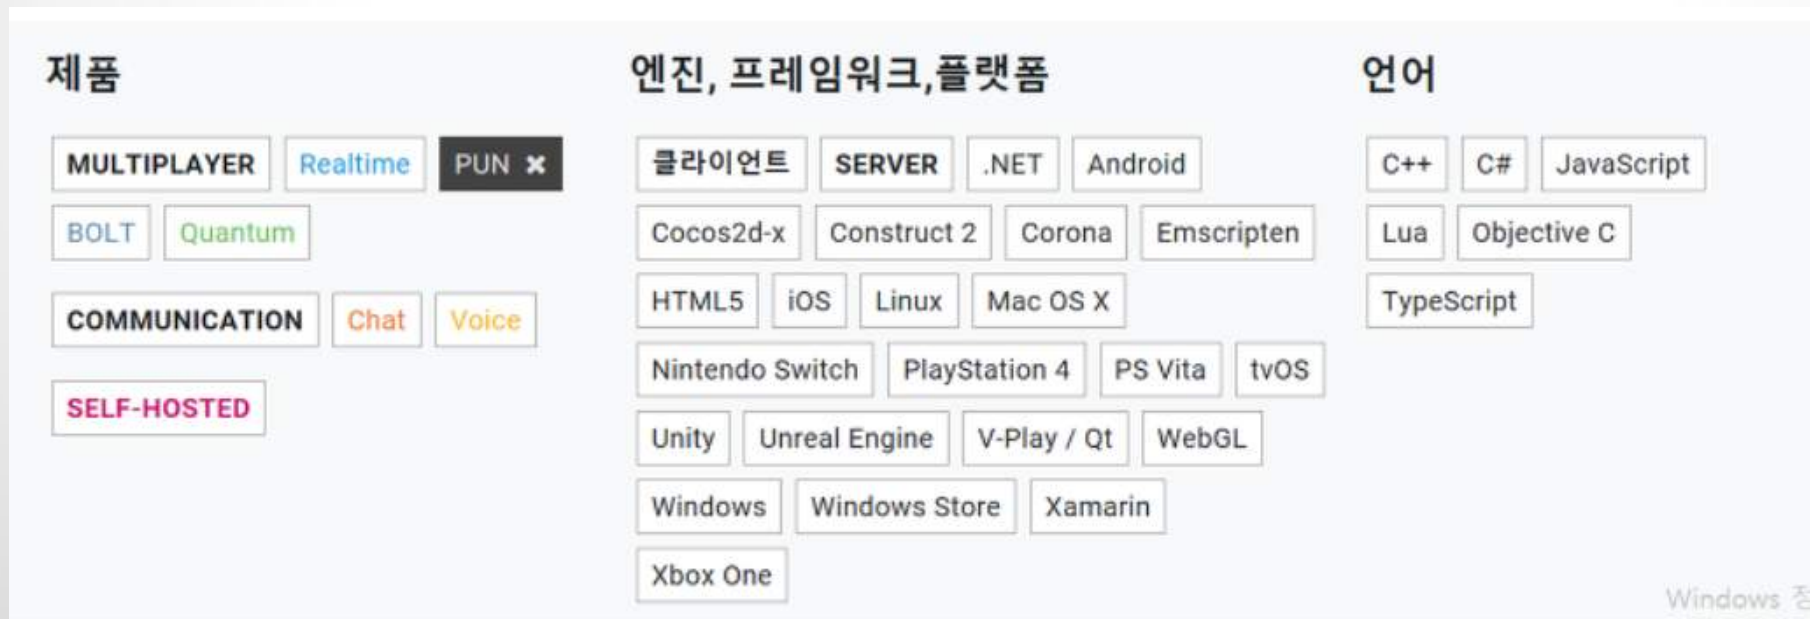 제품
MULTIPLAYER Realtime PUN ✖
BOLT Quantum
COMMUNICATION Chat Voice
SELF-HOSTED
엔진, 프레임워크,플랫폼
클라이언트 SERVER .NET Android
Cocos2d-x Construct 2 Corona Emscripten
HTML5 iOS Linux Mac OS X
Nintendo Switch PlayStation 4 PS Vita tvOS
Unity Unreal Engine V-Play / Qt WebGL
Windows Windows Store Xamarin
Xbox One
언어
C++ C# JavaScript
Lua Objective C
TypeScript
Windows